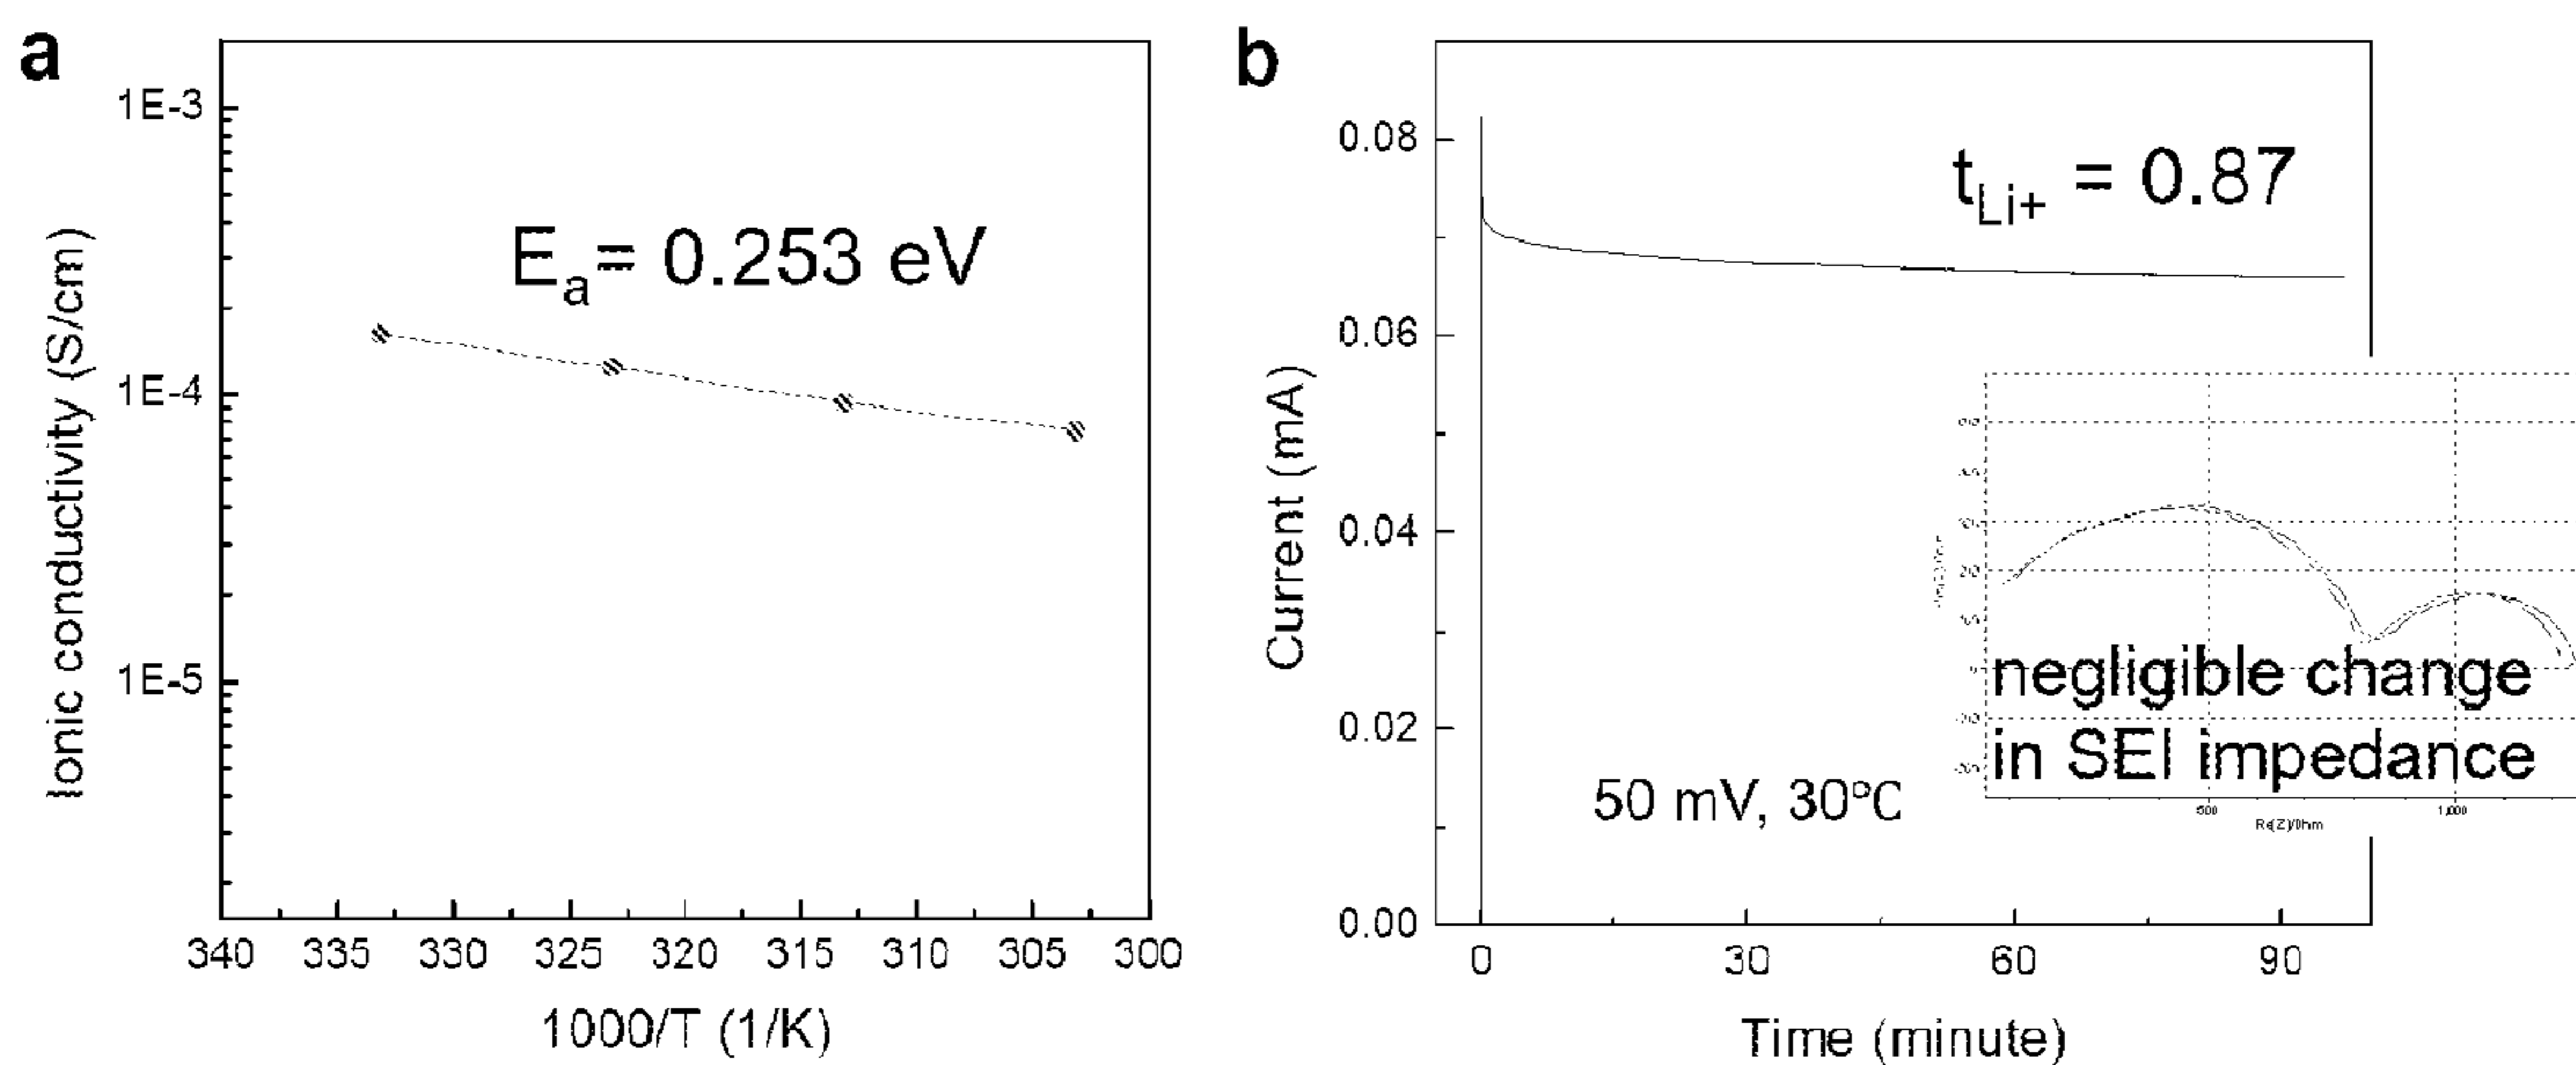 a
1E-3
1E-4
1E-5
Ionic conductivity (S/cm)
Ea= 0.253 eV
340 335 330 325 320 315 310 305 300
1000/T (1/K)
b
0.08
0.06
0.04
0.02
0.00
Current (mA)
tLi+ = 0.87
50 mV, 30°C
negligible change
in SEI impedance
500 1,000
Re(Z)/Ohm
0 30 60 90
Time (minute)